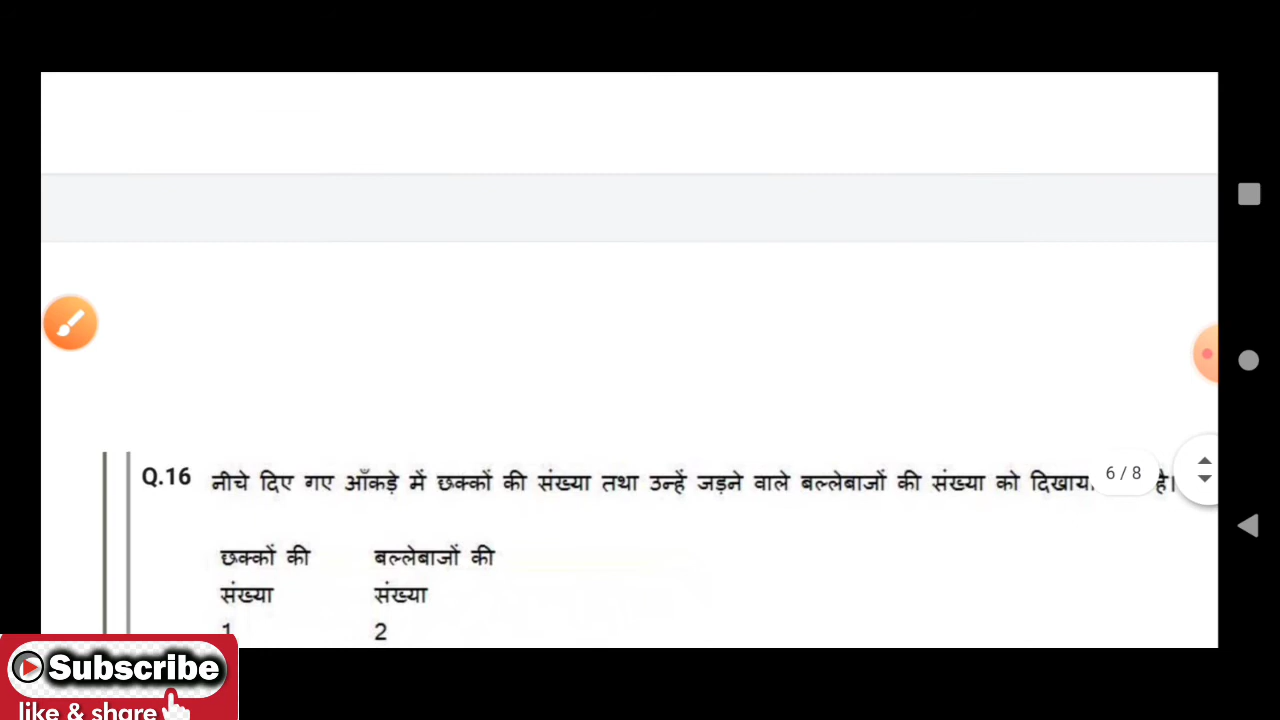 Q.16 नीचे दिए गए आँकड़े में छक्कों की संख्या तथा उन्हें जड़ने वाले बल्लेबाजों की संख्या को है।
6 / 8
छक्कों की बल्लेबाजों की
संख्या संख्या
1 2
Subscribe
like & share